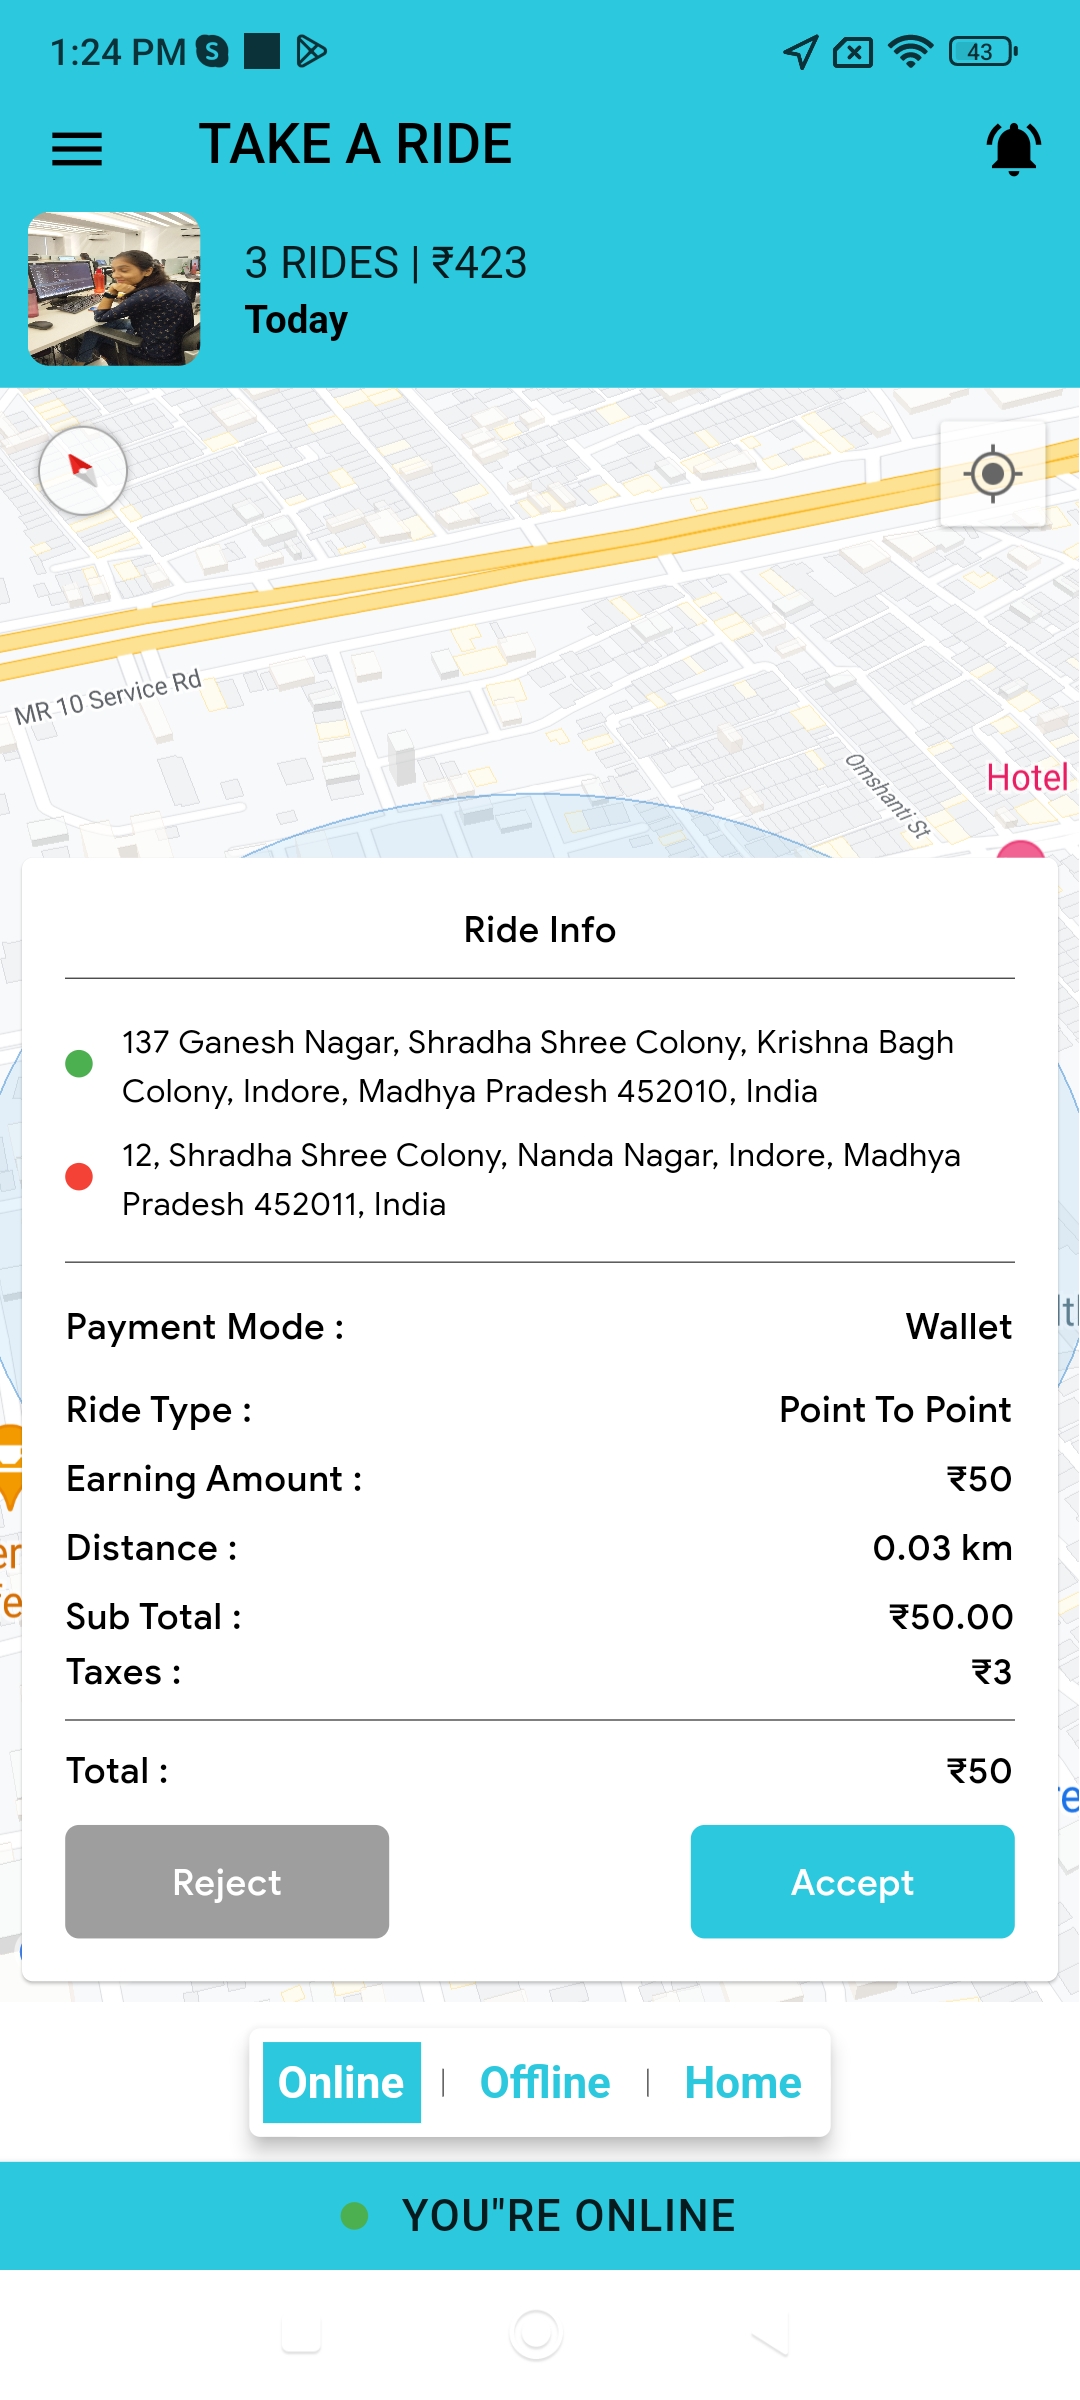 1:24 PM
43
TAKE A RIDE
3 RIDES | ₹423
Today
MR 10 Service Rd
Omshanti St
Hotel
Ride Info
137 Ganesh Nagar, Shradha Shree Colony, Krishna Bagh
Colony, Indore, Madhya Pradesh 452010, India
12, Shradha Shree Colony, Nanda Nagar, Indore, Madhya
Pradesh 452011, India
Payment Mode : Wallet
Ride Type : Point To Point
Earning Amount : ₹50
Distance : 0.03 km
Sub Total : ₹50.00
Taxes : ₹3
Total : ₹50
Reject Accept
Online | Offline | Home
YOU"RE ONLINE